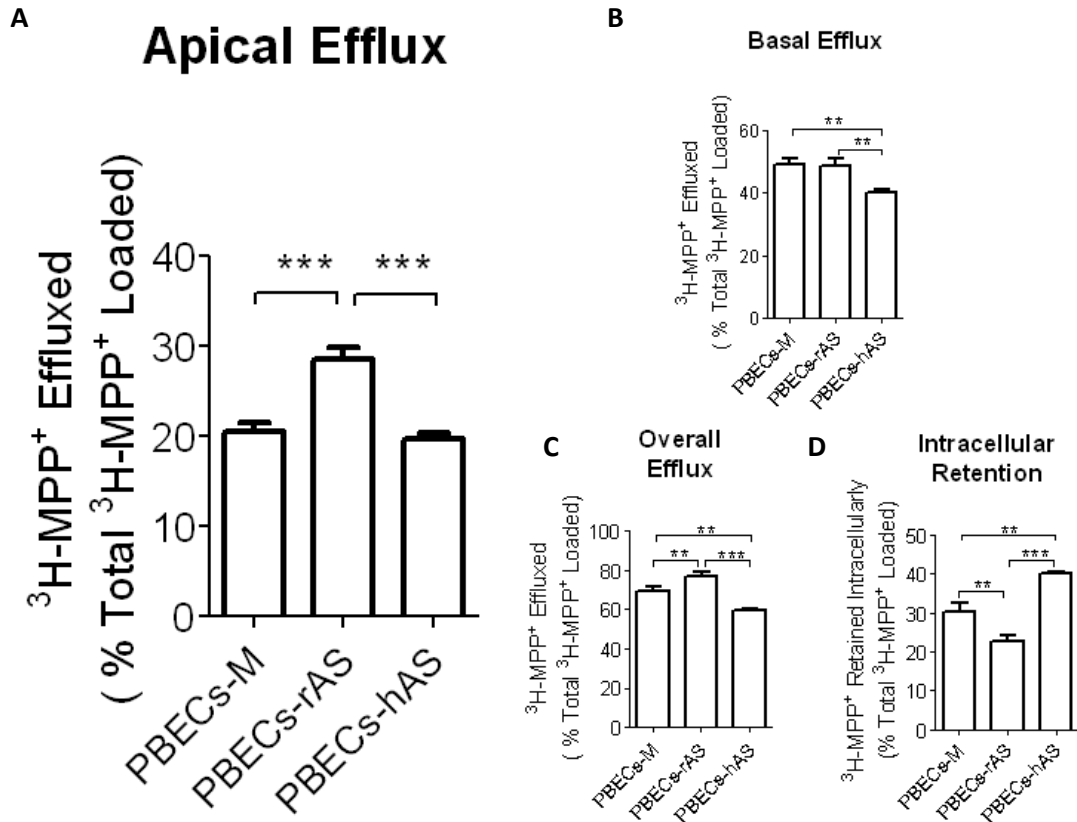 A
Apical Efflux
³H-MPP⁺ Effluxed
( % Total ³H-MPP⁺ Loaded)
40
30
20
10
0
*** ***
PBECs-M
PBECs-rAS
PBECs-hAS
B
Basal Efflux
³H-MPP⁺ Effluxed
( % Total ³H-MPP⁺ Loaded)
60
40
20
0
**
**
PBECs-M
PBECs-rAS
PBECs-hAS
C
Overall
Efflux
³H-MPP⁺ Effluxed
( % Total ³H-MPP⁺ Loaded)
100
80
60
40
20
0
**
** ***
PBECs-M
PBECs-rAS
PBECs-hAS
D
Intracellular
Retention
³H-MPP⁺ Retained Intracellularly
(% Total ³H-MPP⁺ Loaded)
50
40
30
20
10
0
**
** ***
PBECs-M
PBECs-rAS
PBECs-hAS